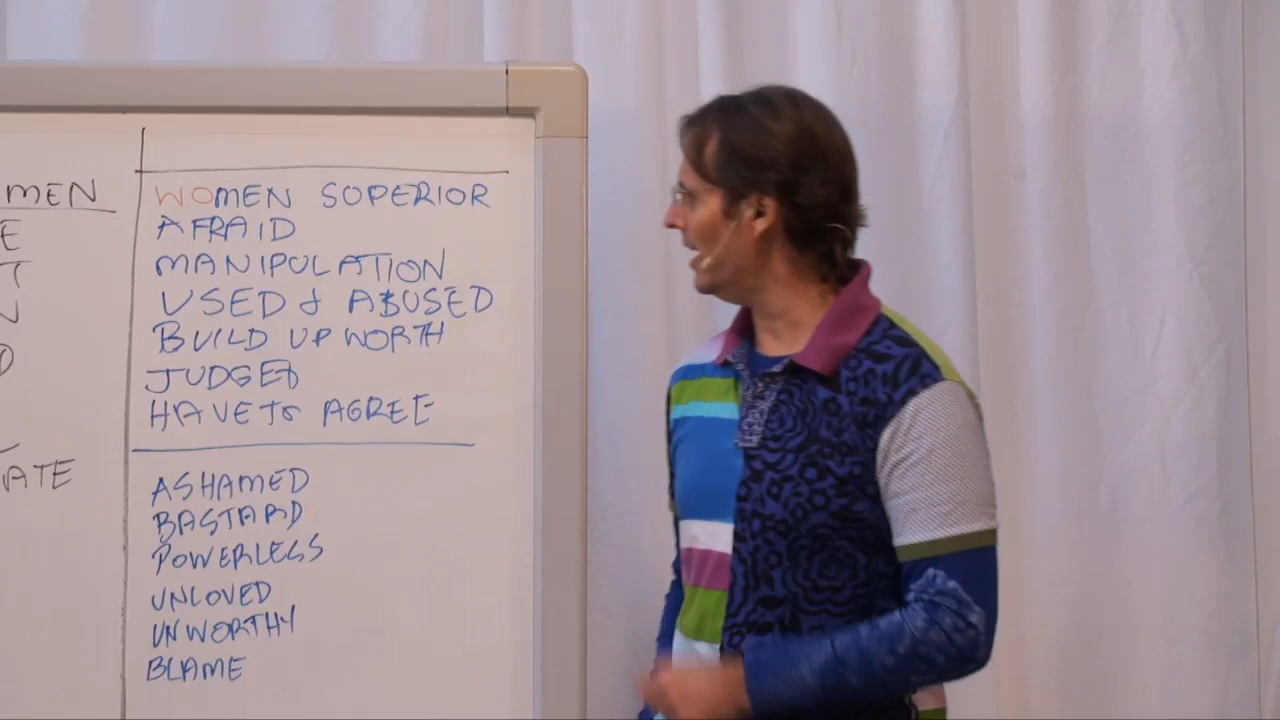 MEN
E
T
N
D
ATE
WOMEN SUPERIOR
AFRAID
MANIPULATION
USED & ABUSED
BUILD UP WORTH
JUDGED
HAVE TO AGREE
ASHAMED
BASTARD
POWERLESS
UNLOVED
UNWORTHY
BLAME